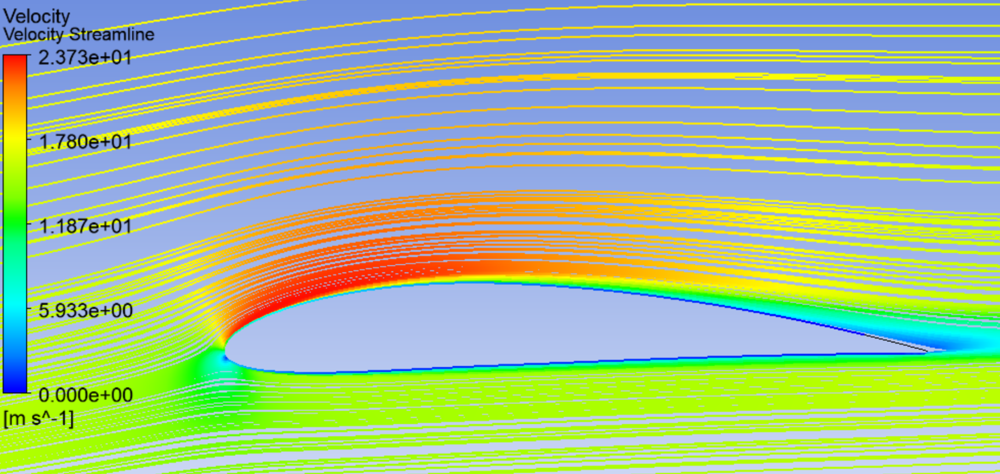 Velocity
Velocity Streamline
2.373e+01
1.780e+01
1.187e+01
5.933e+00
0.000e+00
[m s^-1]